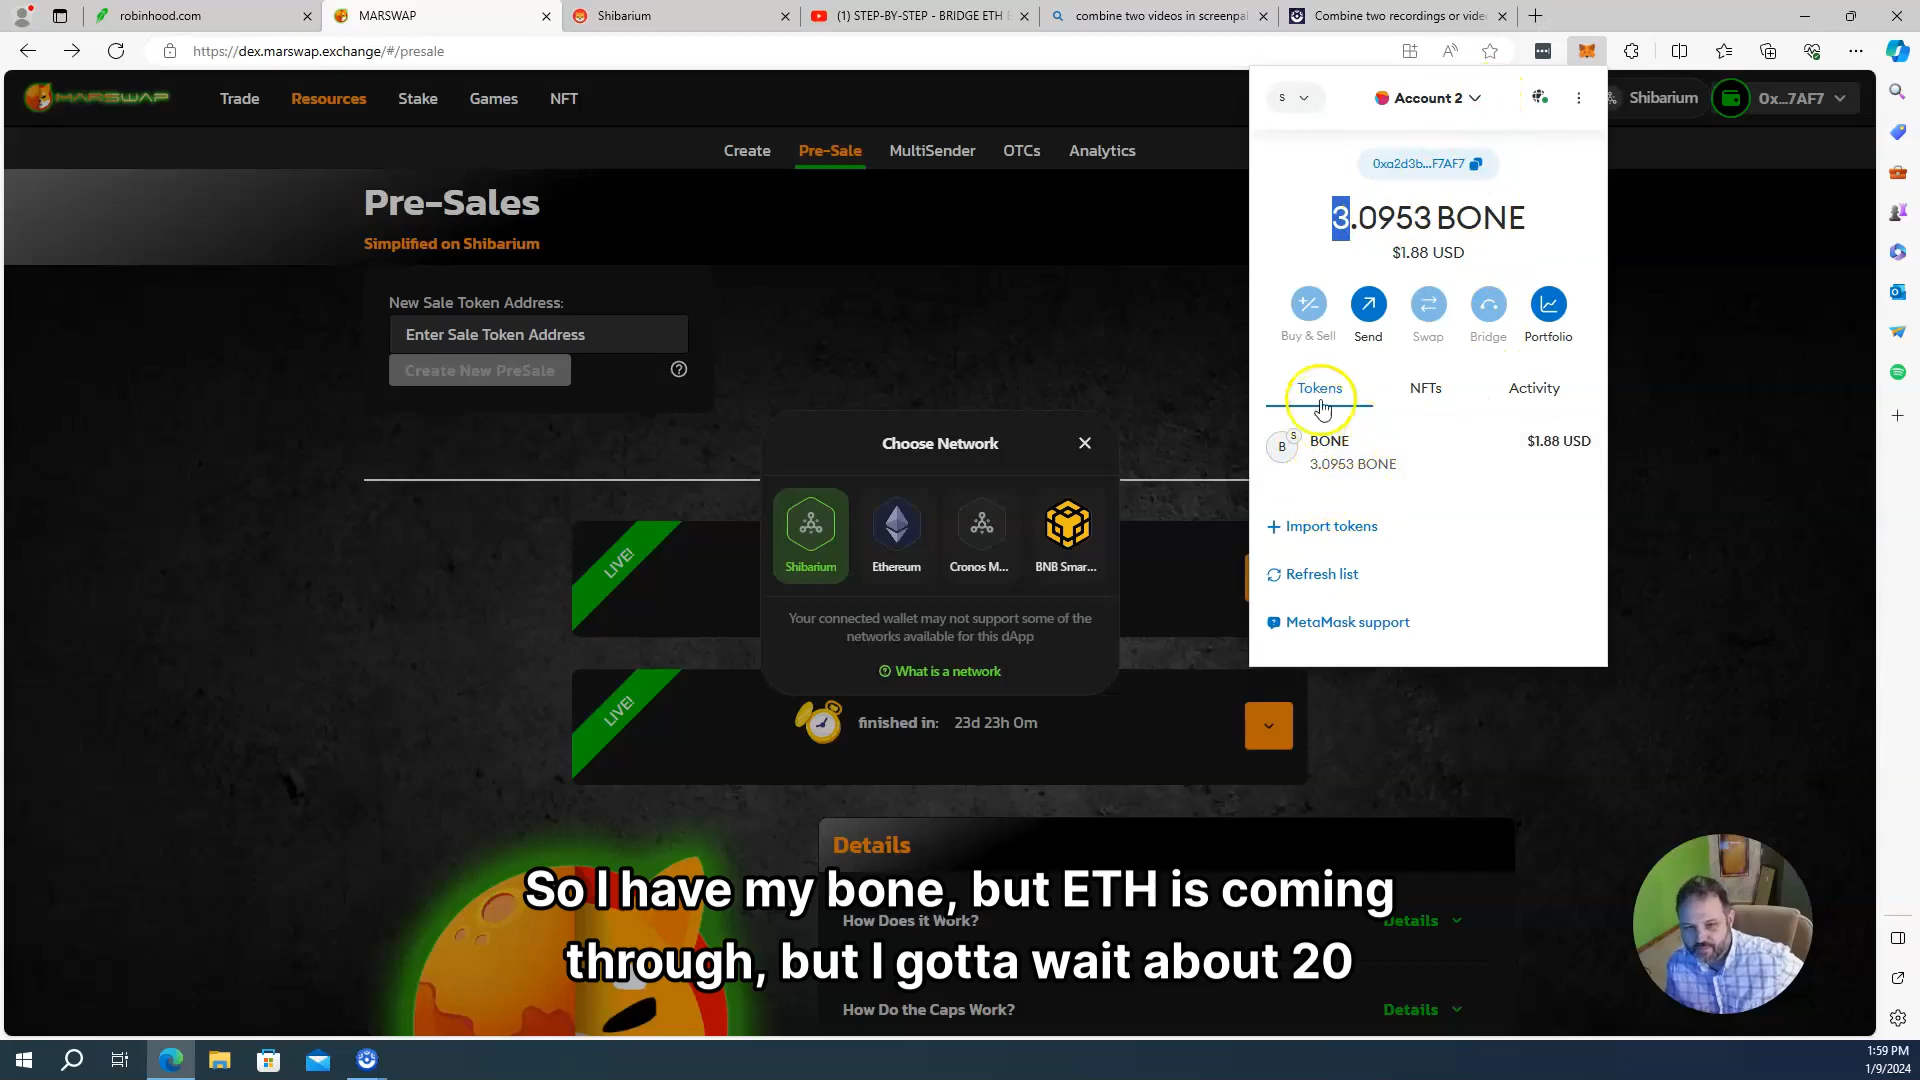 robinhood.com
MARSWAP
Shibarium
(1) STEP-BY-STEP - BRIDGE ETH
combine two videos in screenpal
Combine two recordings or vide
https://dex.marswap.exchange/#/presale
MARSWAP
Trade
Resources
Stake
Games
NFT
Shibarium
0x...7AF7
Create
Pre-Sale
MultiSender
OTCs
Analytics
Pre-Sales
Simplified on Shibarium
New Sale Token Address:
Enter Sale Token Address
Create New PreSale
S
Account 2
0xa2d3b...F7AF7
3.0953 BONE
$1.88 USD
Buy & Sell
Send
Swap
Bridge
Portfolio
Tokens
NFTs
Activity
B
S
BONE
$1.88 USD
3.0953 BONE
+ Import tokens
Refresh list
MetaMask support
Choose Network
Shibarium
Ethereum
Cronos M...
BNB Smar...
Your connected wallet may not support some of the
networks available for this dApp
What is a network
LIVE!
LIVE!
finished in: 23d 23h 0m
Details
So I have my bone, but ETH is coming
How Does it Work?
Details
through, but I gotta wait about 20
How Do the Caps Work?
Details
1:59 PM
1/9/2024